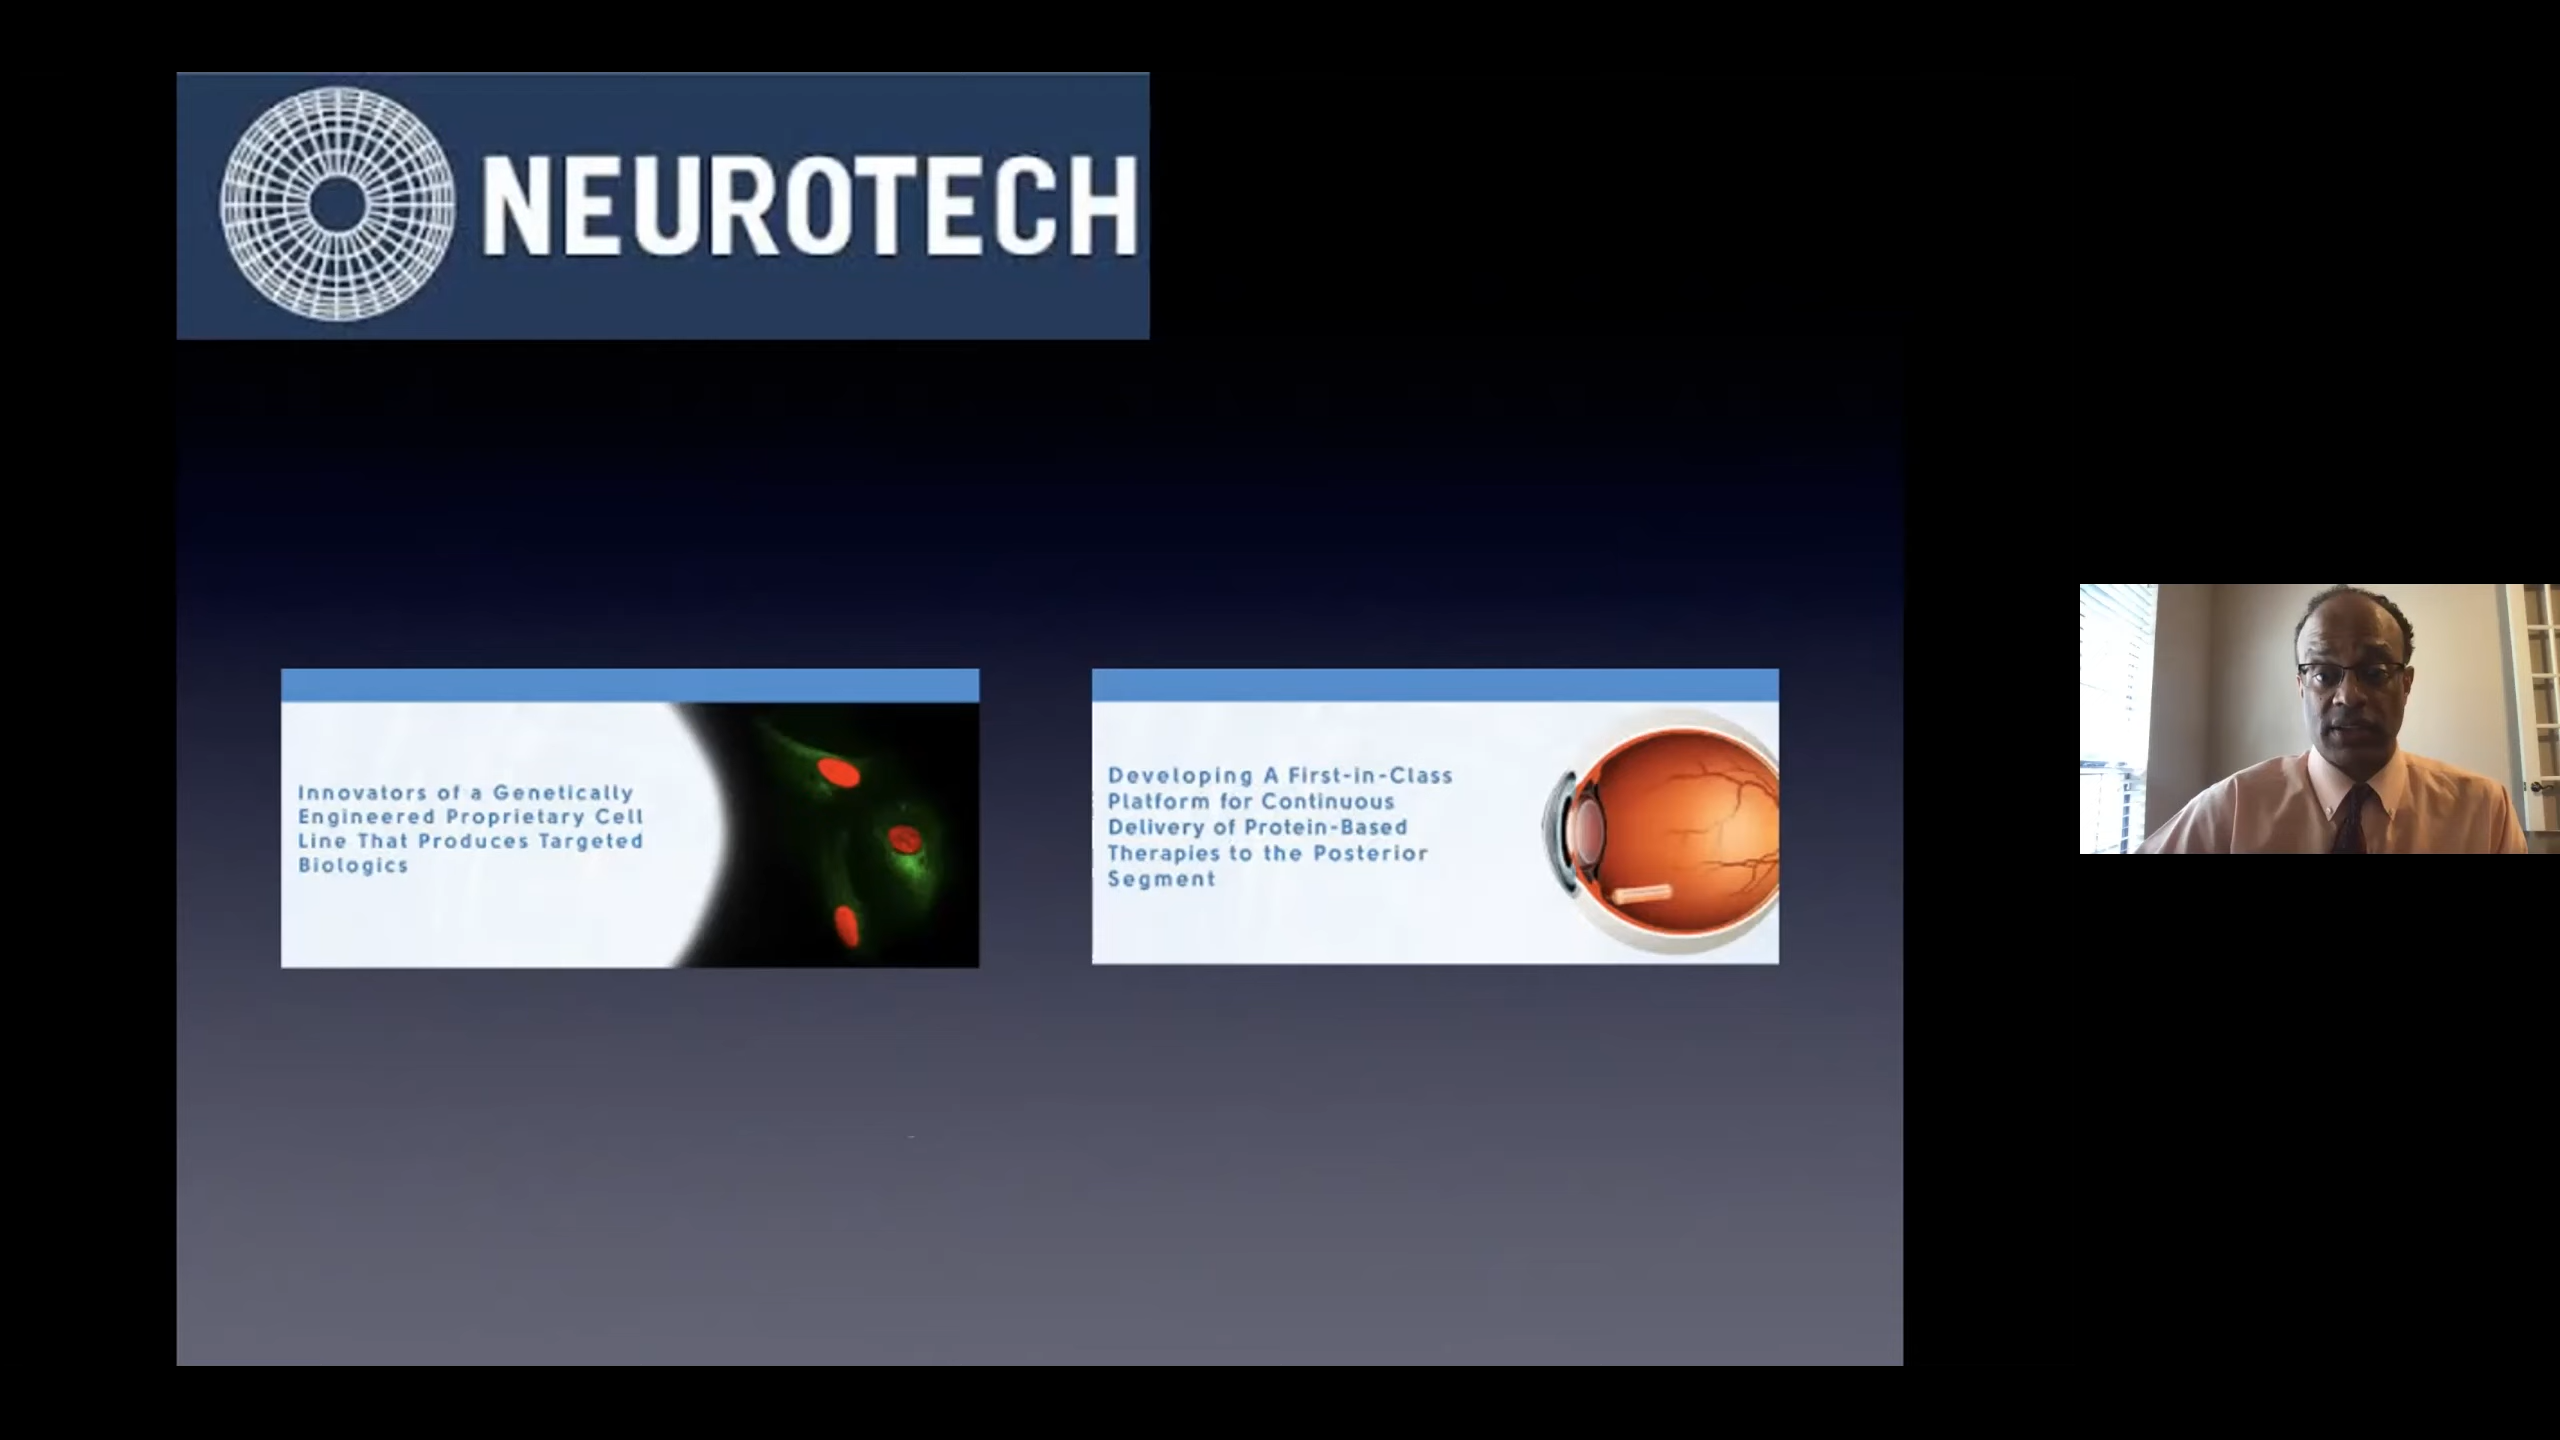 NEUROTECH
Innovators of a Genetically
Engineered Proprietary Cell
Line That Produces Targeted
Biologics
Developing A First-in-Class
Platform for Continuous
Delivery of Protein-Based
Therapies to the Posterior
Segment